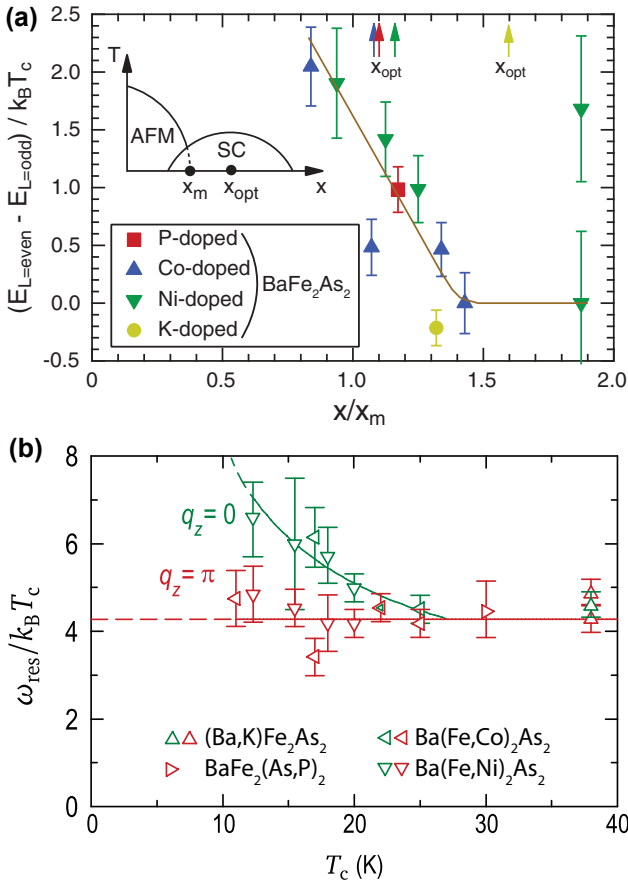 (a)
(E_L=even - E_L=odd) / k_B T_c
2.5
2.0
1.5
1.0
0.5
0.0
-0.5
T
AFM
SC
x_m
x_opt
x
x_opt
x_opt
P-doped
Co-doped
Ni-doped
K-doped
BaFe₂As₂
0
0.5
1.0
1.5
2.0
x/x_m
(b)
ω_res/k_B T_c
8
6
4
2
0
q_z = 0
q_z = π
(Ba,K)Fe₂As₂
Ba(Fe,Co)₂As₂
BaFe₂(As,P)₂
Ba(Fe,Ni)₂As₂
0
10
20
30
40
T_c (K)